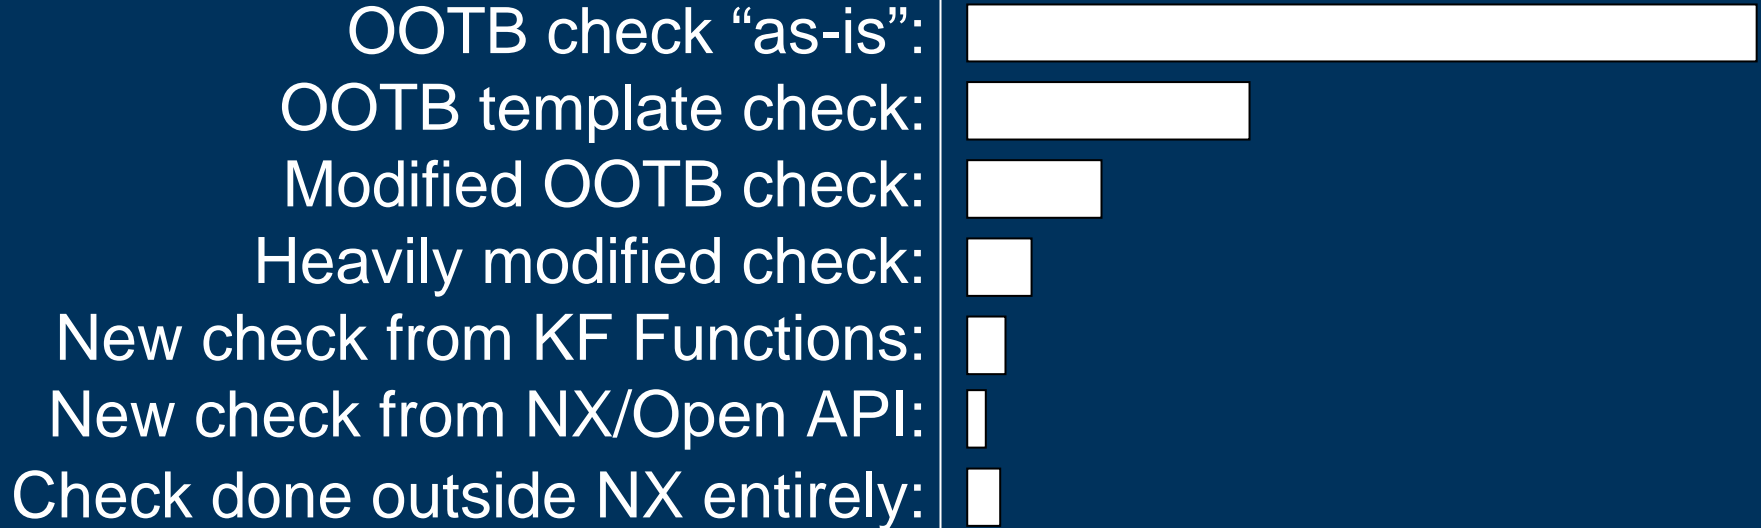 OOTB check “as-is”:
OOTB template check:
Modified OOTB check:
Heavily modified check:
New check from KF Functions:
New check from NX/Open API:
Check done outside NX entirely: